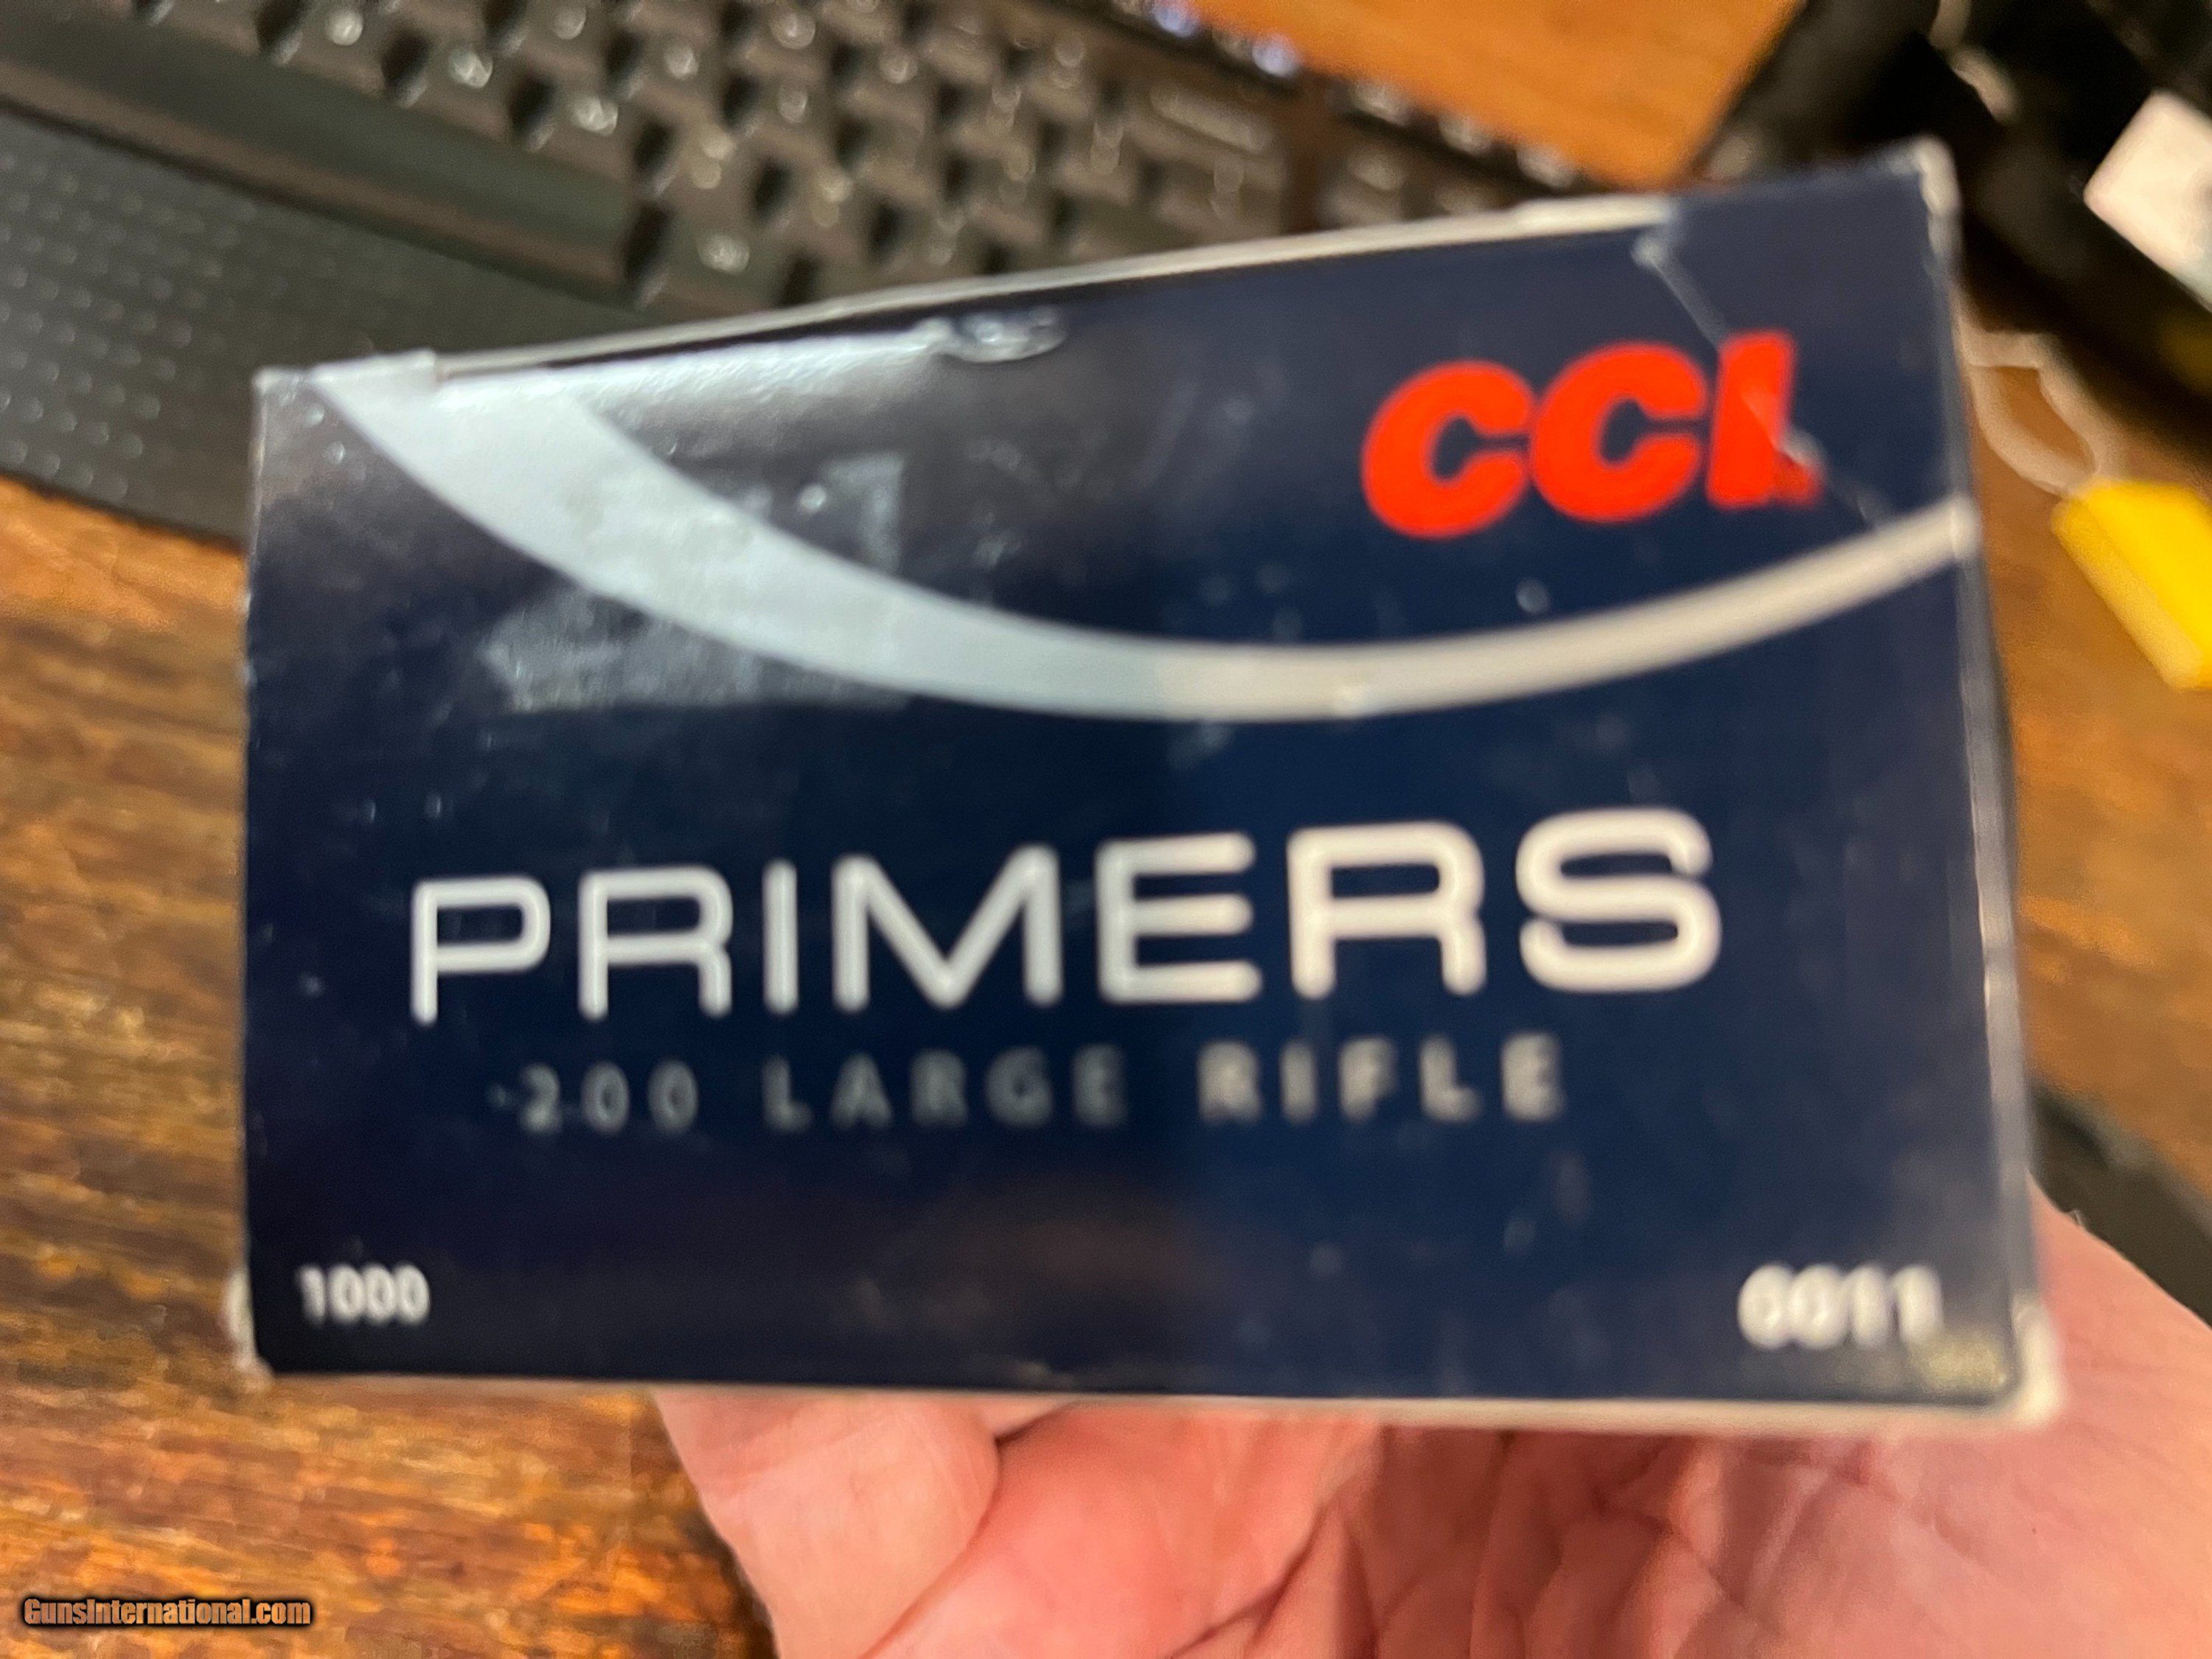 CCI.
PRIMERS
200 LARGE RIFLE
1000
0011
GunsInternational.com